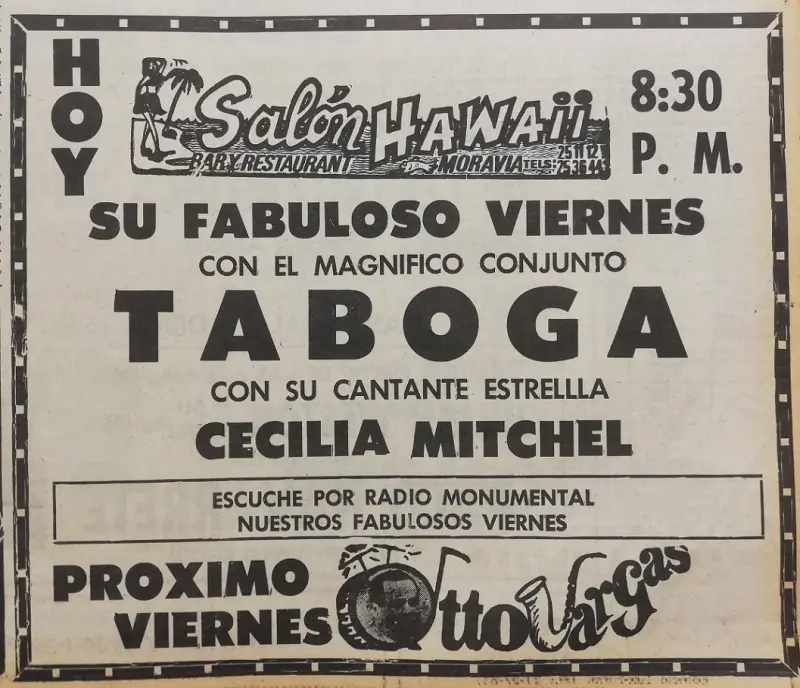 HOY
Salón HAWAii
8:30
P. M.
BAR Y RESTAURANT
MORAVIA TELS: 25 11 12
25 36 44
SU FABULOSO VIERNES
CON EL MAGNIFICO CONJUNTO
TABOGA
CON SU CANTANTE ESTRELLLA
CECILIA MITCHEL
ESCUCHE POR RADIO MONUMENTAL
NUESTROS FABULOSOS VIERNES
PROXIMO
VIERNES
Otto Vargas